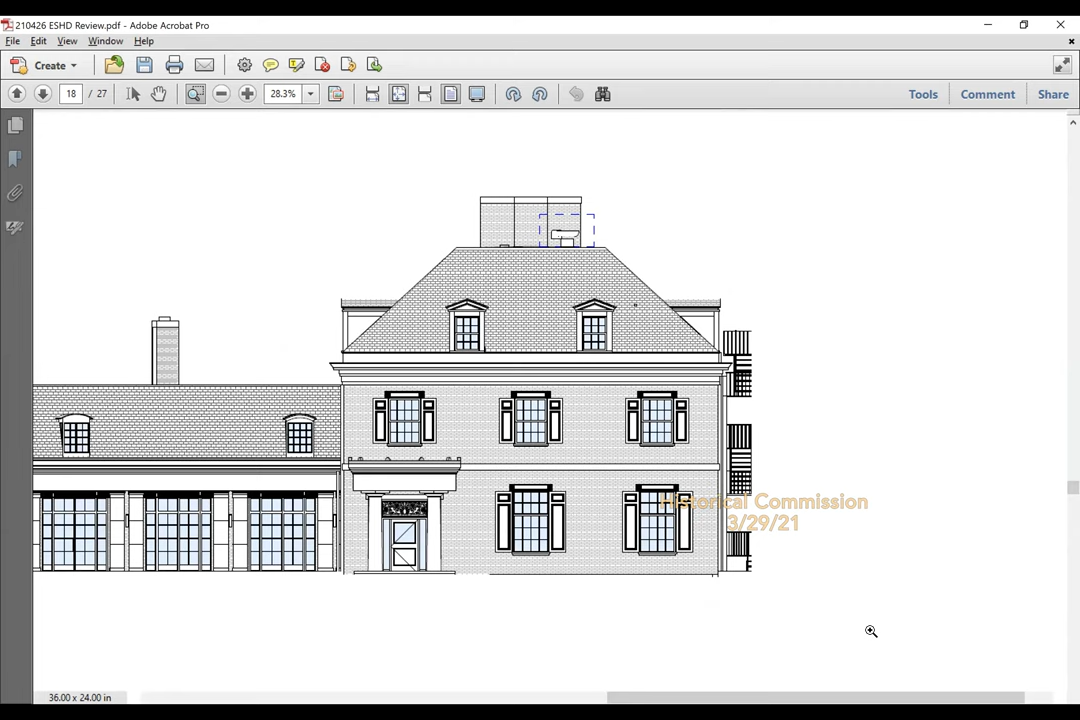 210426 ESHD Review.pdf - Adobe Acrobat Pro
File Edit View Window Help
Create
18 / 27 28.3% Tools Comment Share
Historical Commission
3/29/21
36.00 x 24.00 in